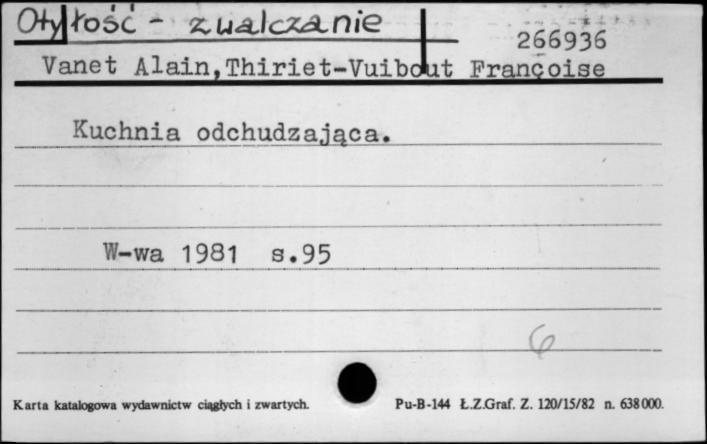 Otyłość - zwalczanie
266936
Vanet Alain,Thiriet-Vuibout Françoise
Kuchnia odchudzająca.
W-wa 1981 s.95
6
Karta katalogowa wydawnictw ciągłych i zwartych. Pu-B-144 Ł.Z.Graf. Z. 120/15/82 n. 638000.